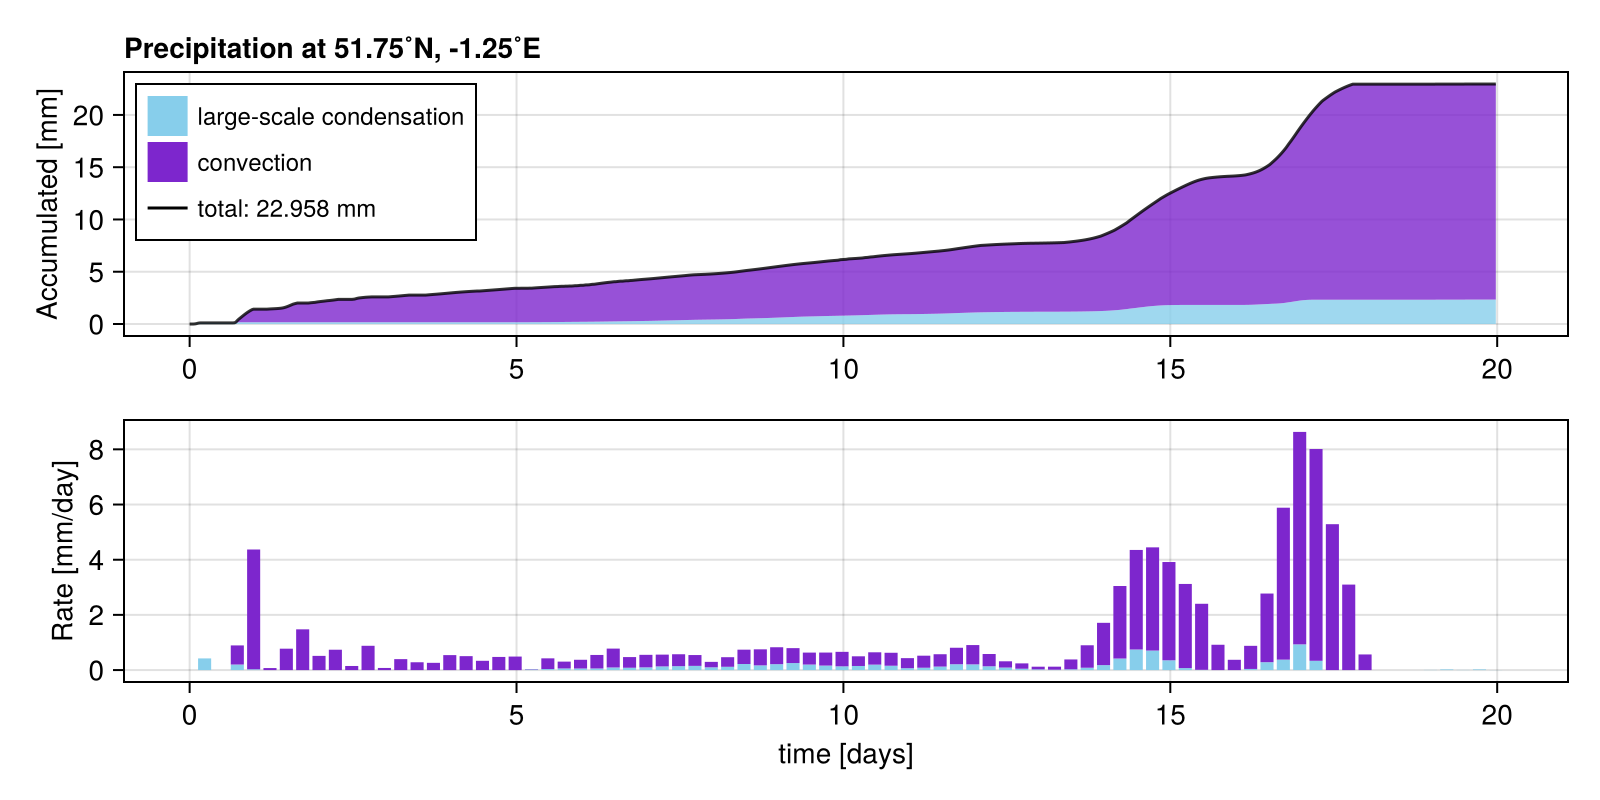 Precipitation at 51.75˚N, -1.25˚E
Accumulated [mm]
20
15
10
5
0
large-scale condensation
convection
total: 22.958 mm
0 5 10 15 20
Rate [mm/day]
8
6
4
2
0
0 5 10 15 20
time [days]